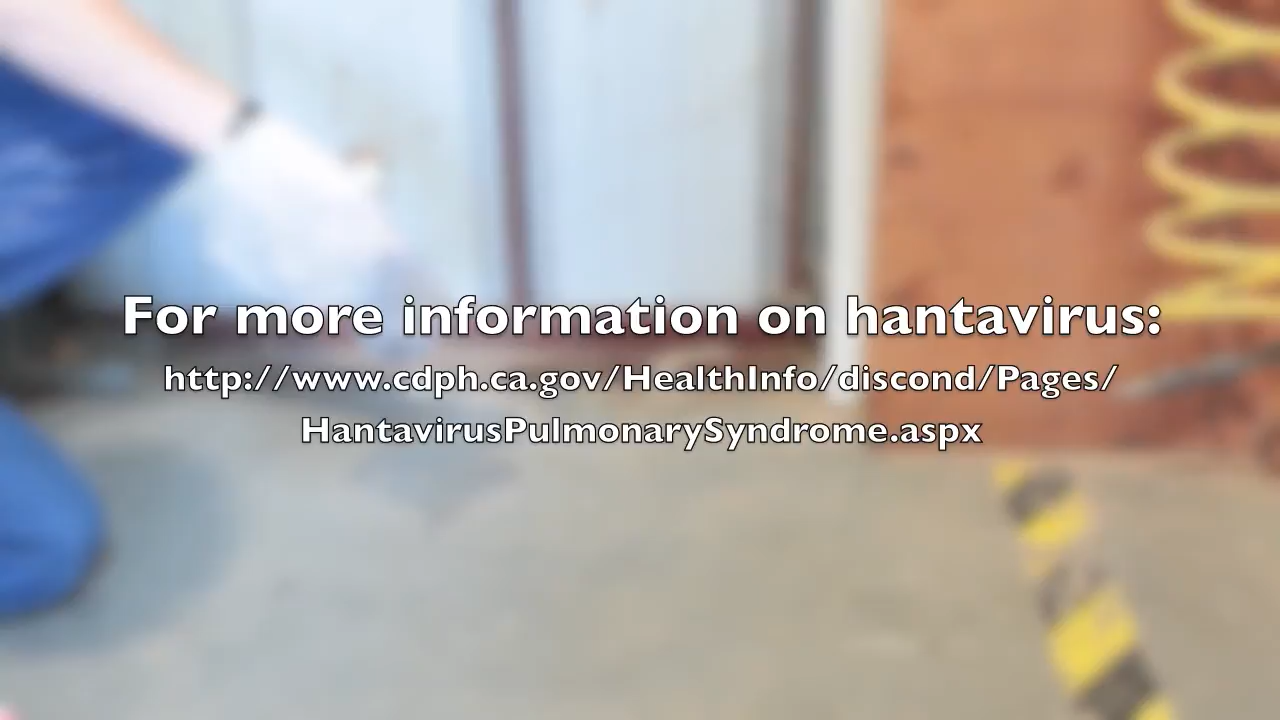 For more information on hantavirus:
http://www.cdph.ca.gov/HealthInfo/discond/Pages/
HantavirusPulmonarySyndrome.aspx